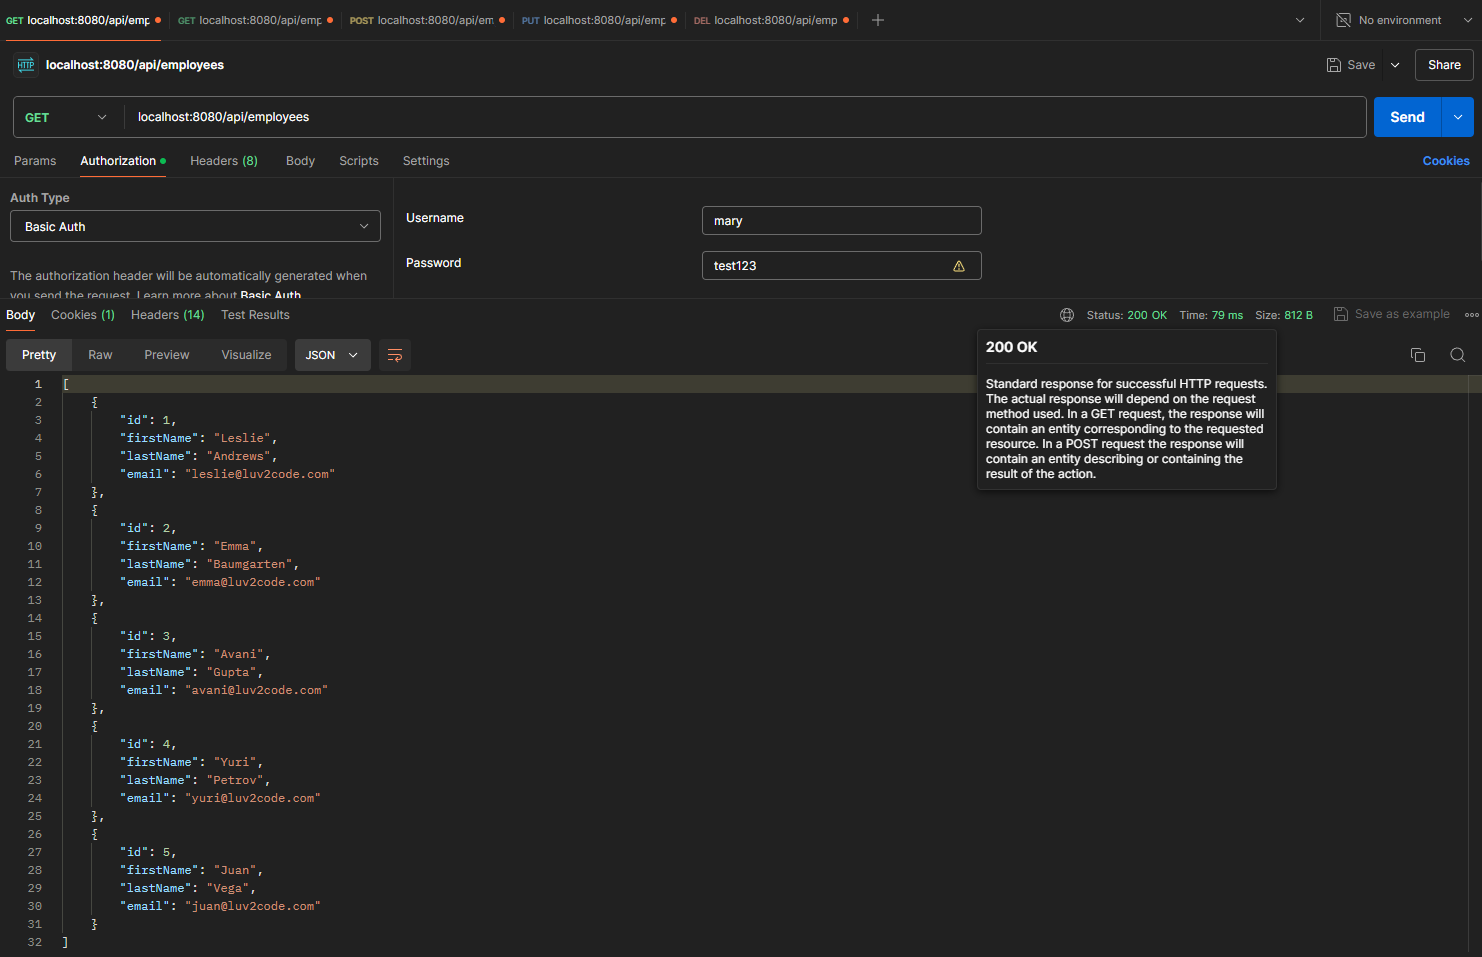 GET localhost:8080/api/emp GET localhost:8080/api/emp POST localhost:8080/api/em PUT localhost:8080/api/emp DEL localhost:8080/api/emp No environment
HTTP localhost:8080/api/employees Save Share
GET localhost:8080/api/employees Send
Params Authorization Headers (8) Body Scripts Settings Cookies
Auth Type
Basic Auth
The authorization header will be automatically generated when
you send the request. Learn more about Basic Auth
Username mary
Password test123
Body Cookies (1) Headers (14) Test Results Status: 200 OK Time: 79 ms Size: 812 B Save as example
Pretty Raw Preview Visualize JSON
200 OK
Standard response for successful HTTP requests.
The actual response will depend on the request
method used. In a GET request, the response will
contain an entity corresponding to the requested
resource. In a POST request the response will
contain an entity describing or containing the
result of the action.
1 [
2 {
3 "id": 1,
4 "firstName": "Leslie",
5 "lastName": "Andrews",
6 "email": "leslie@luv2code.com"
7 },
8 {
9 "id": 2,
10 "firstName": "Emma",
11 "lastName": "Baumgarten",
12 "email": "emma@luv2code.com"
13 },
14 {
15 "id": 3,
16 "firstName": "Avani",
17 "lastName": "Gupta",
18 "email": "avani@luv2code.com"
19 },
20 {
21 "id": 4,
22 "firstName": "Yuri",
23 "lastName": "Petrov",
24 "email": "yuri@luv2code.com"
25 },
26 {
27 "id": 5,
28 "firstName": "Juan",
29 "lastName": "Vega",
30 "email": "juan@luv2code.com"
31 }
32 ]